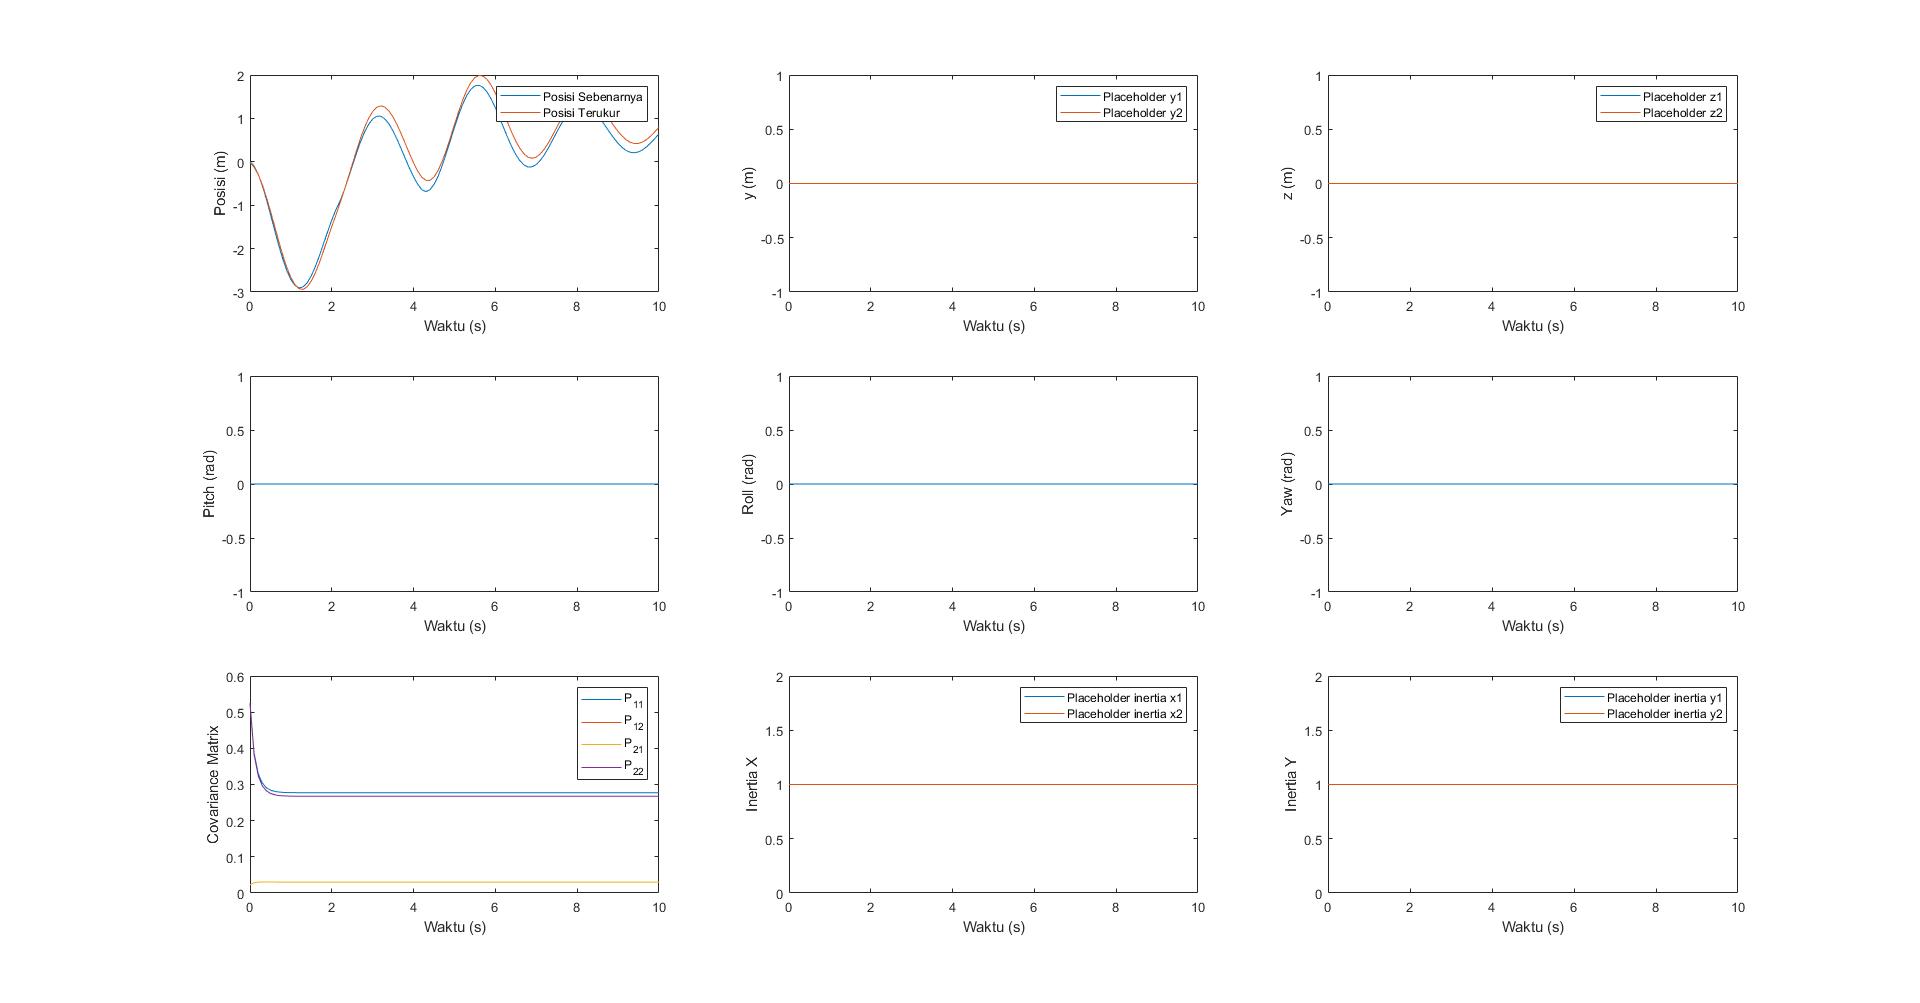 2
1
0
-1
-2
-3
Posisi (m)
0 2 4 6 8 10
Waktu (s)
Posisi Sebenarnya
Posisi Terukur
1
0.5
0
-0.5
-1
y (m)
0 2 4 6 8 10
Waktu (s)
Placeholder y1
Placeholder y2
1
0.5
0
-0.5
-1
z (m)
0 2 4 6 8 10
Waktu (s)
Placeholder z1
Placeholder z2
1
0.5
0
-0.5
-1
Pitch (rad)
0 2 4 6 8 10
Waktu (s)
1
0.5
0
-0.5
-1
Roll (rad)
0 2 4 6 8 10
Waktu (s)
1
0.5
0
-0.5
-1
Yaw (rad)
0 2 4 6 8 10
Waktu (s)
0.6
0.5
0.4
0.3
0.2
0.1
0
Covariance Matrix
0 2 4 6 8 10
Waktu (s)
P11
P12
P21
P22
2
1.5
1
0.5
0
Inertia X
0 2 4 6 8 10
Waktu (s)
Placeholder inertia x1
Placeholder inertia x2
2
1.5
1
0.5
0
Inertia Y
0 2 4 6 8 10
Waktu (s)
Placeholder inertia y1
Placeholder inertia y2